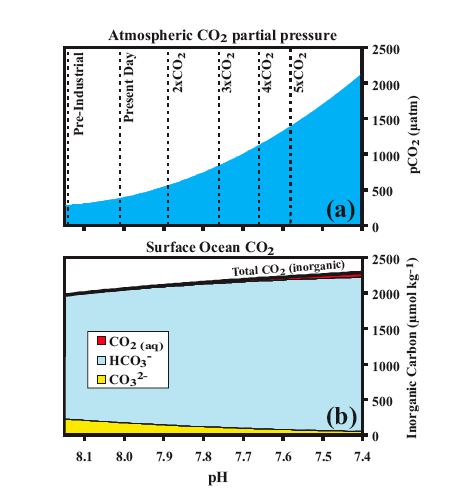 Atmospheric CO2 partial pressure
Pre-Industrial
Present Day
2xCO2
3xCO2
4xCO2
5xCO2
2500
2000
1500
1000
500
0
pCO2 (µatm)
(a)
Surface Ocean CO2
Total CO2 (inorganic)
CO2 (aq)
HCO3-
CO3 2-
2500
2000
1500
1000
500
0
Inorganic Carbon (µmol kg-1)
(b)
8.1 8.0 7.9 7.8 7.7 7.6 7.5 7.4
pH